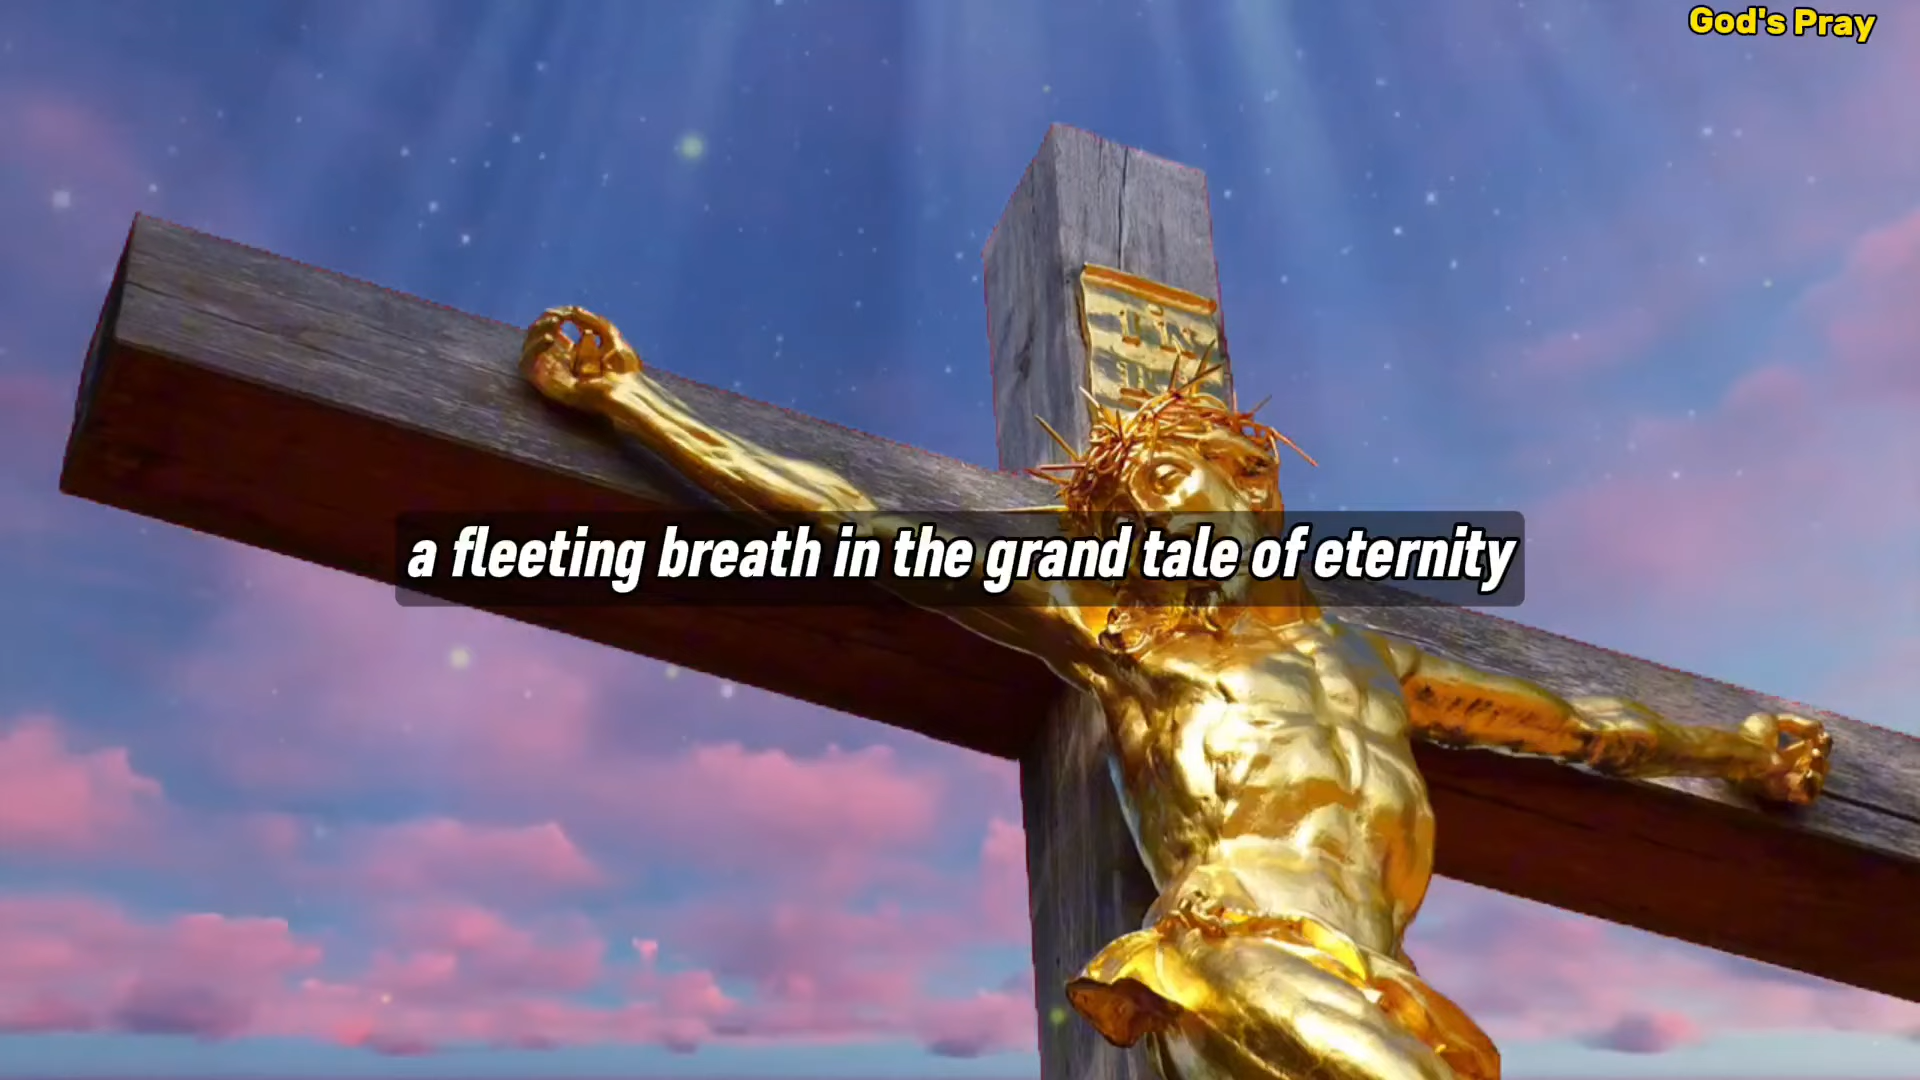 God's Pray
a fleeting breath in the grand tale of eternity